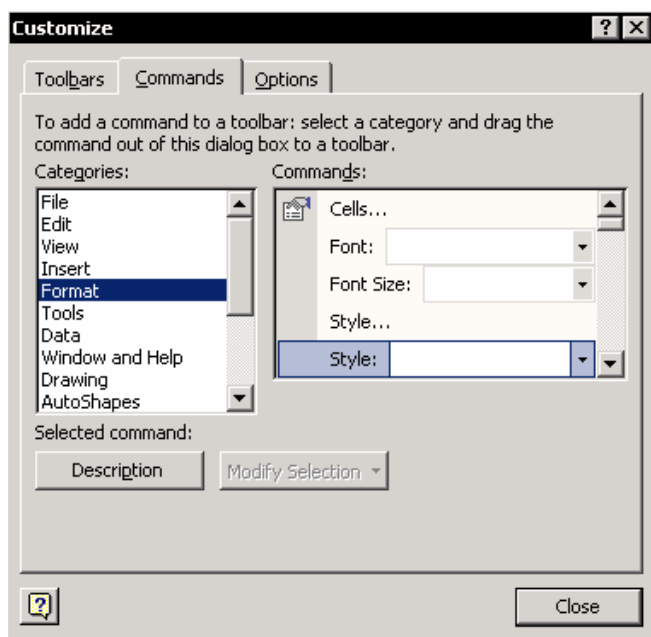 Customize
Toolbars Commands Options
To add a command to a toolbar: select a category and drag the
command out of this dialog box to a toolbar.
Categories: Commands:
File
Edit
View
Insert
Format
Tools
Data
Window and Help
Drawing
AutoShapes
Cells...
Font:
Font Size:
Style...
Style:
Selected command:
Description Modify Selection
Close